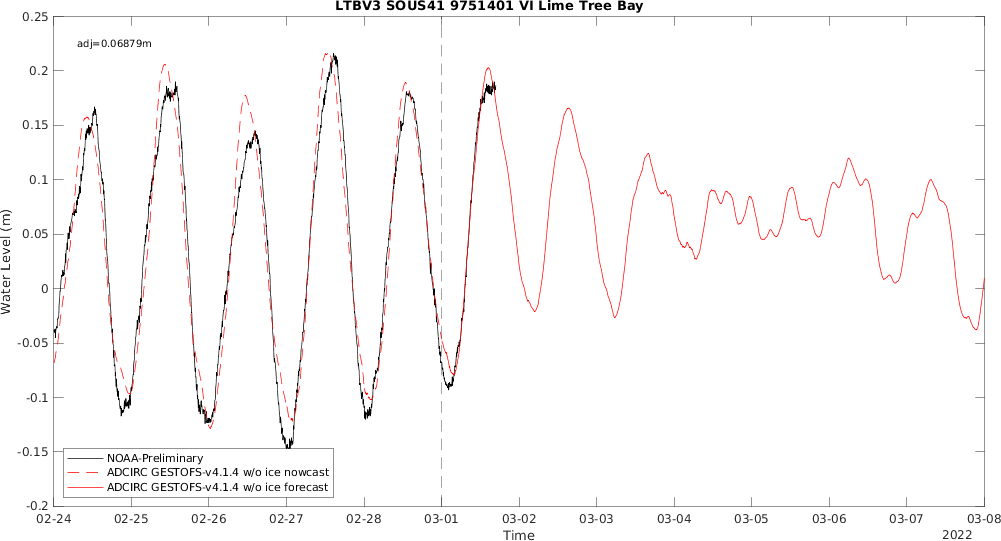 LTBV3 SOUS41 9751401 VI Lime Tree Bay
adj=0.06879m
0.25
0.2
0.15
0.1
0.05
0
-0.05
-0.1
-0.15
-0.2
Water Level (m)
NOAA-Preliminary
ADCIRC GESTOFS-v4.1.4 w/o ice nowcast
ADCIRC GESTOFS-v4.1.4 w/o ice forecast
02-24 02-25 02-26 02-27 02-28 03-01 03-02 03-03 03-04 03-05 03-06 03-07 03-08
Time
2022